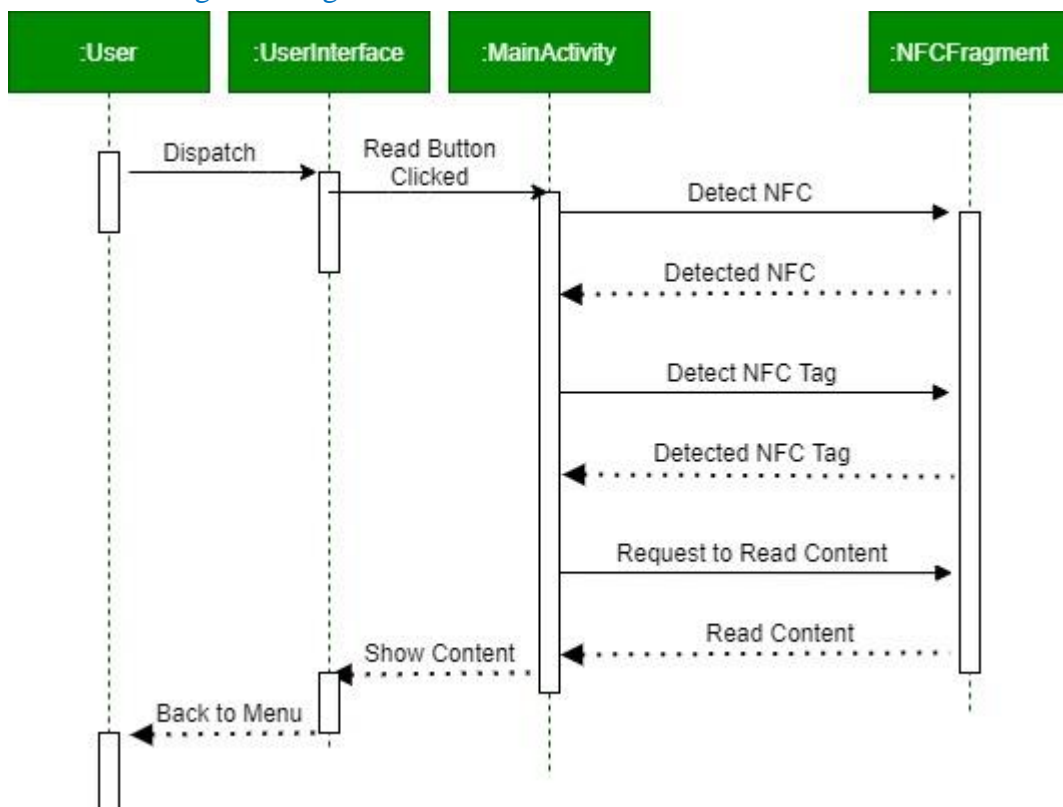 :User
:UserInterface
:MainActivity
:NFCFragment
Dispatch
Read Button
Clicked
Detect NFC
Detected NFC
Detect NFC Tag
Detected NFC Tag
Request to Read Content
Read Content
Show Content
Back to Menu